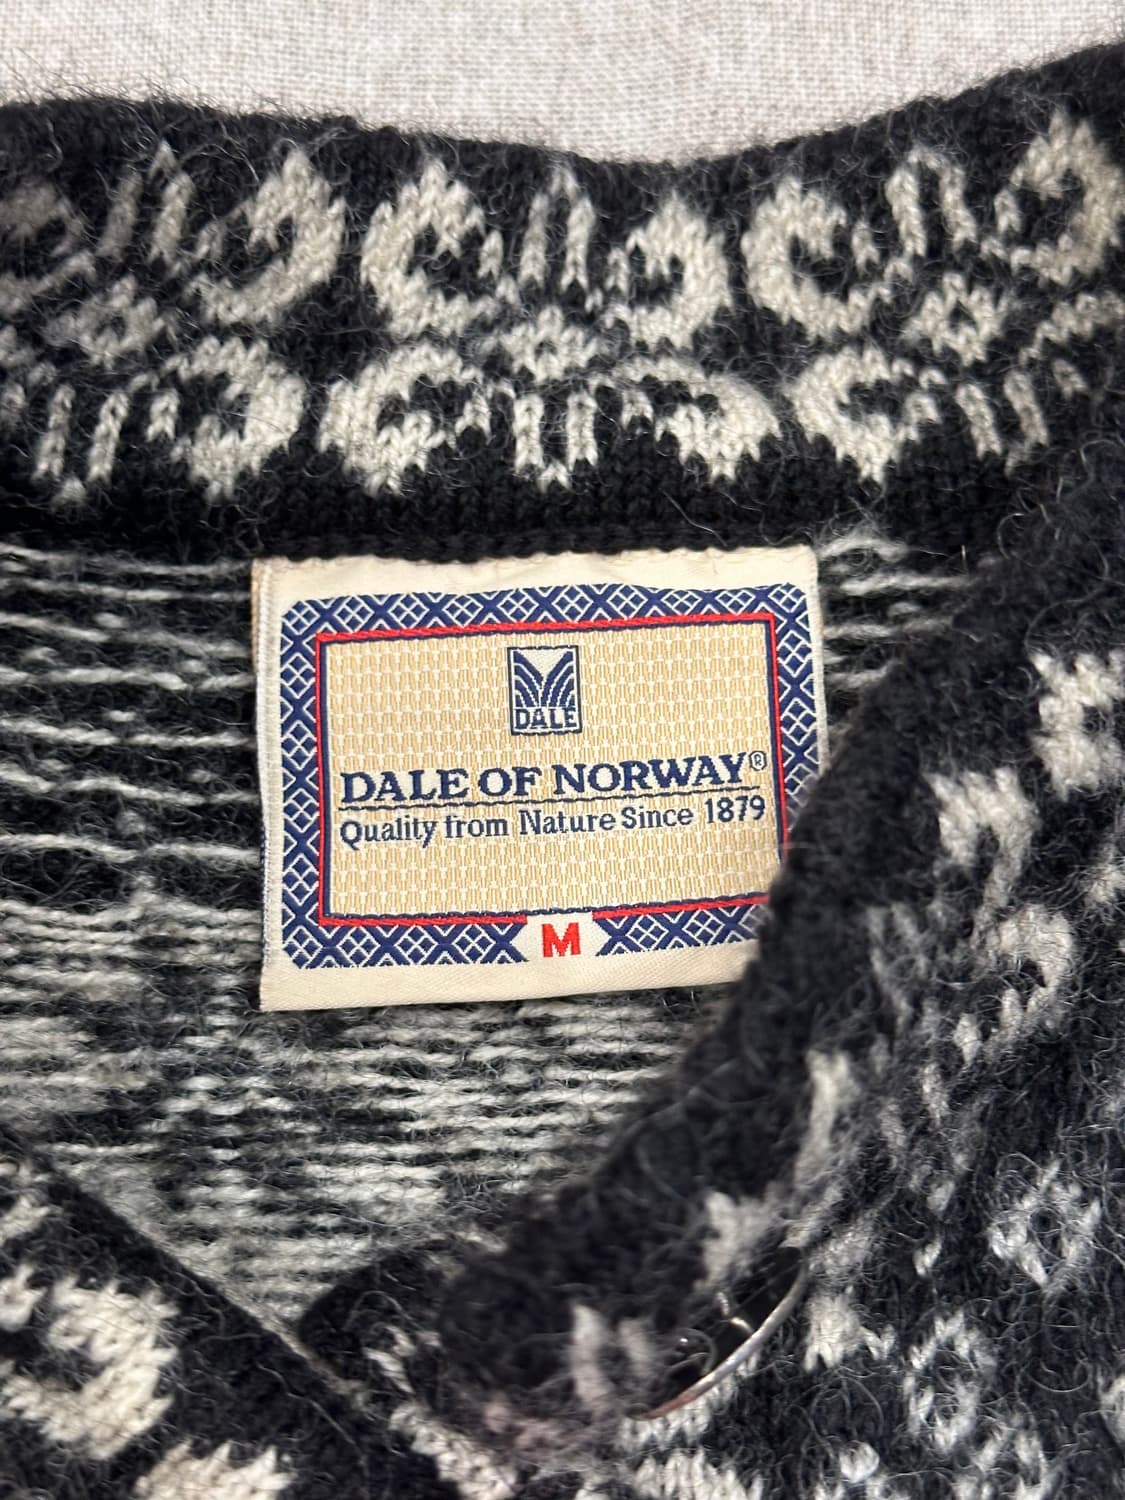 DALE
DALE OF NORWAY®
Quality from Nature Since 1879
M